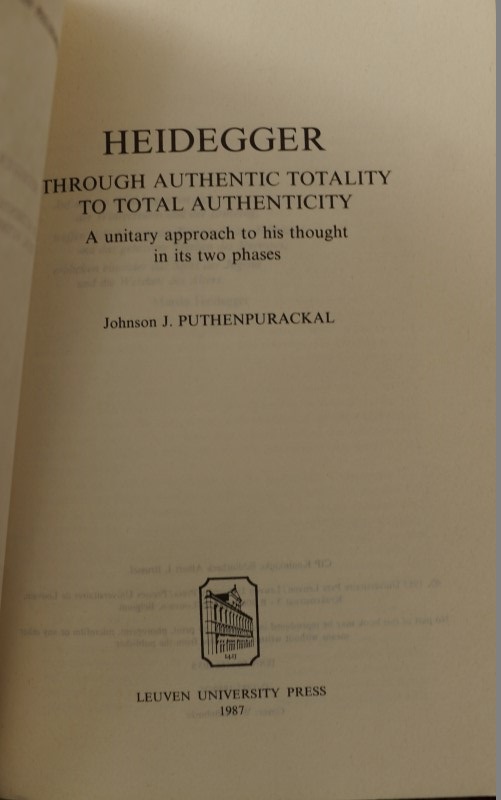 HEIDEGGER
THROUGH AUTHENTIC TOTALITY
TO TOTAL AUTHENTICITY
A unitary approach to his thought
in its two phases
Johnson J. PUTHENPURACKAL
1425
LEUVEN UNIVERSITY PRESS
1987